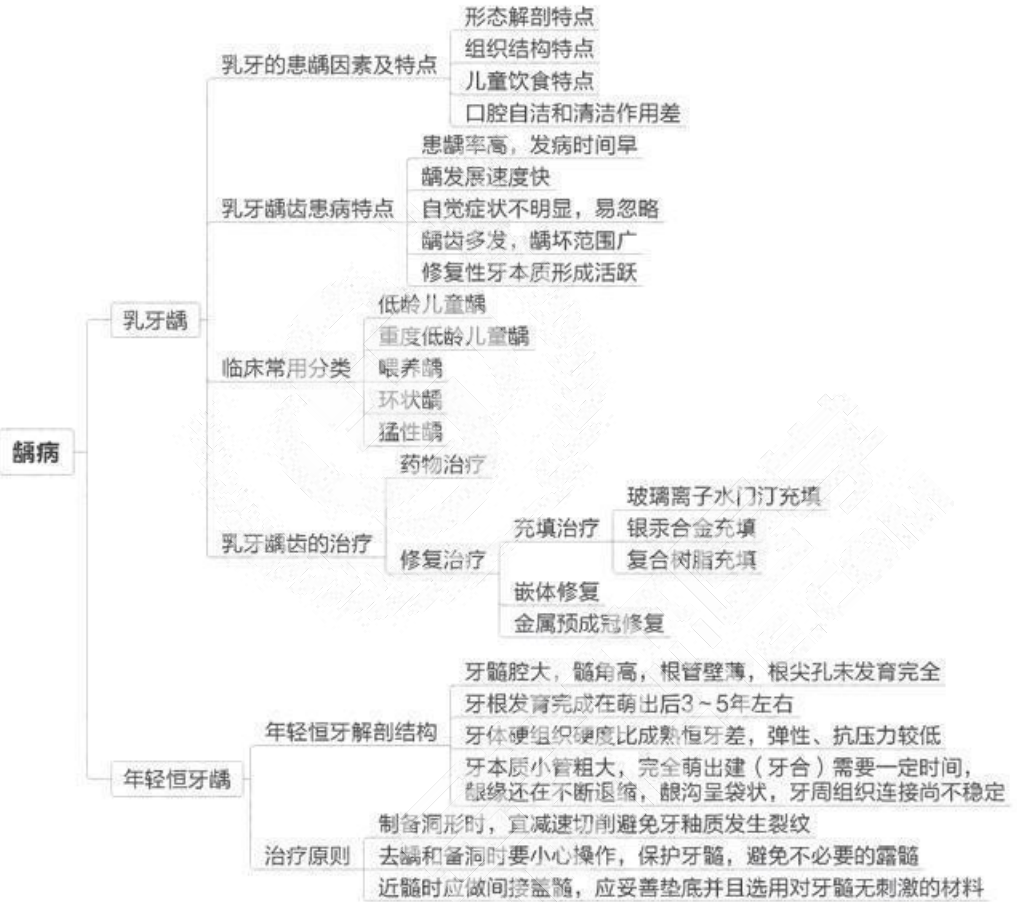 形态解剖特点
组织结构特点
乳牙的患龋因素及特点
儿童饮食特点
口腔自洁和清洁作用差
患龋率高，发病时间早
龋发展速度快
乳牙龋齿患病特点
自觉症状不明显，易忽略
龋齿多发，龋坏范围广
修复性牙本质形成活跃
乳牙龋
低龄儿童龋
重度低龄儿童龋
临床常用分类
喂养龋
环状龋
猛性龋
龋病
药物治疗
乳牙龋齿的治疗
修复治疗
充填治疗
玻璃离子水门汀充填
银汞合金充填
复合树脂充填
嵌体修复
金属预成冠修复
年轻恒牙龋
年轻恒牙解剖结构
牙髓腔大，髓角高，根管壁薄，根尖孔未发育完全
牙根发育完成在萌出后3～5年左右
牙体硬组织硬度比成熟恒牙差，弹性、抗压力较低
牙本质小管粗大，完全萌出建（牙合）需要一定时间，
龈缘还在不断退缩，龈沟呈袋状，牙周组织连接尚不稳定
治疗原则
制备洞形时，宜减速切削避免牙釉质发生裂纹
去龋和备洞时要小心操作，保护牙髓，避免不必要的露髓
近髓时应做间接盖髓，应妥善垫底并且选用对牙髓无刺激的材料